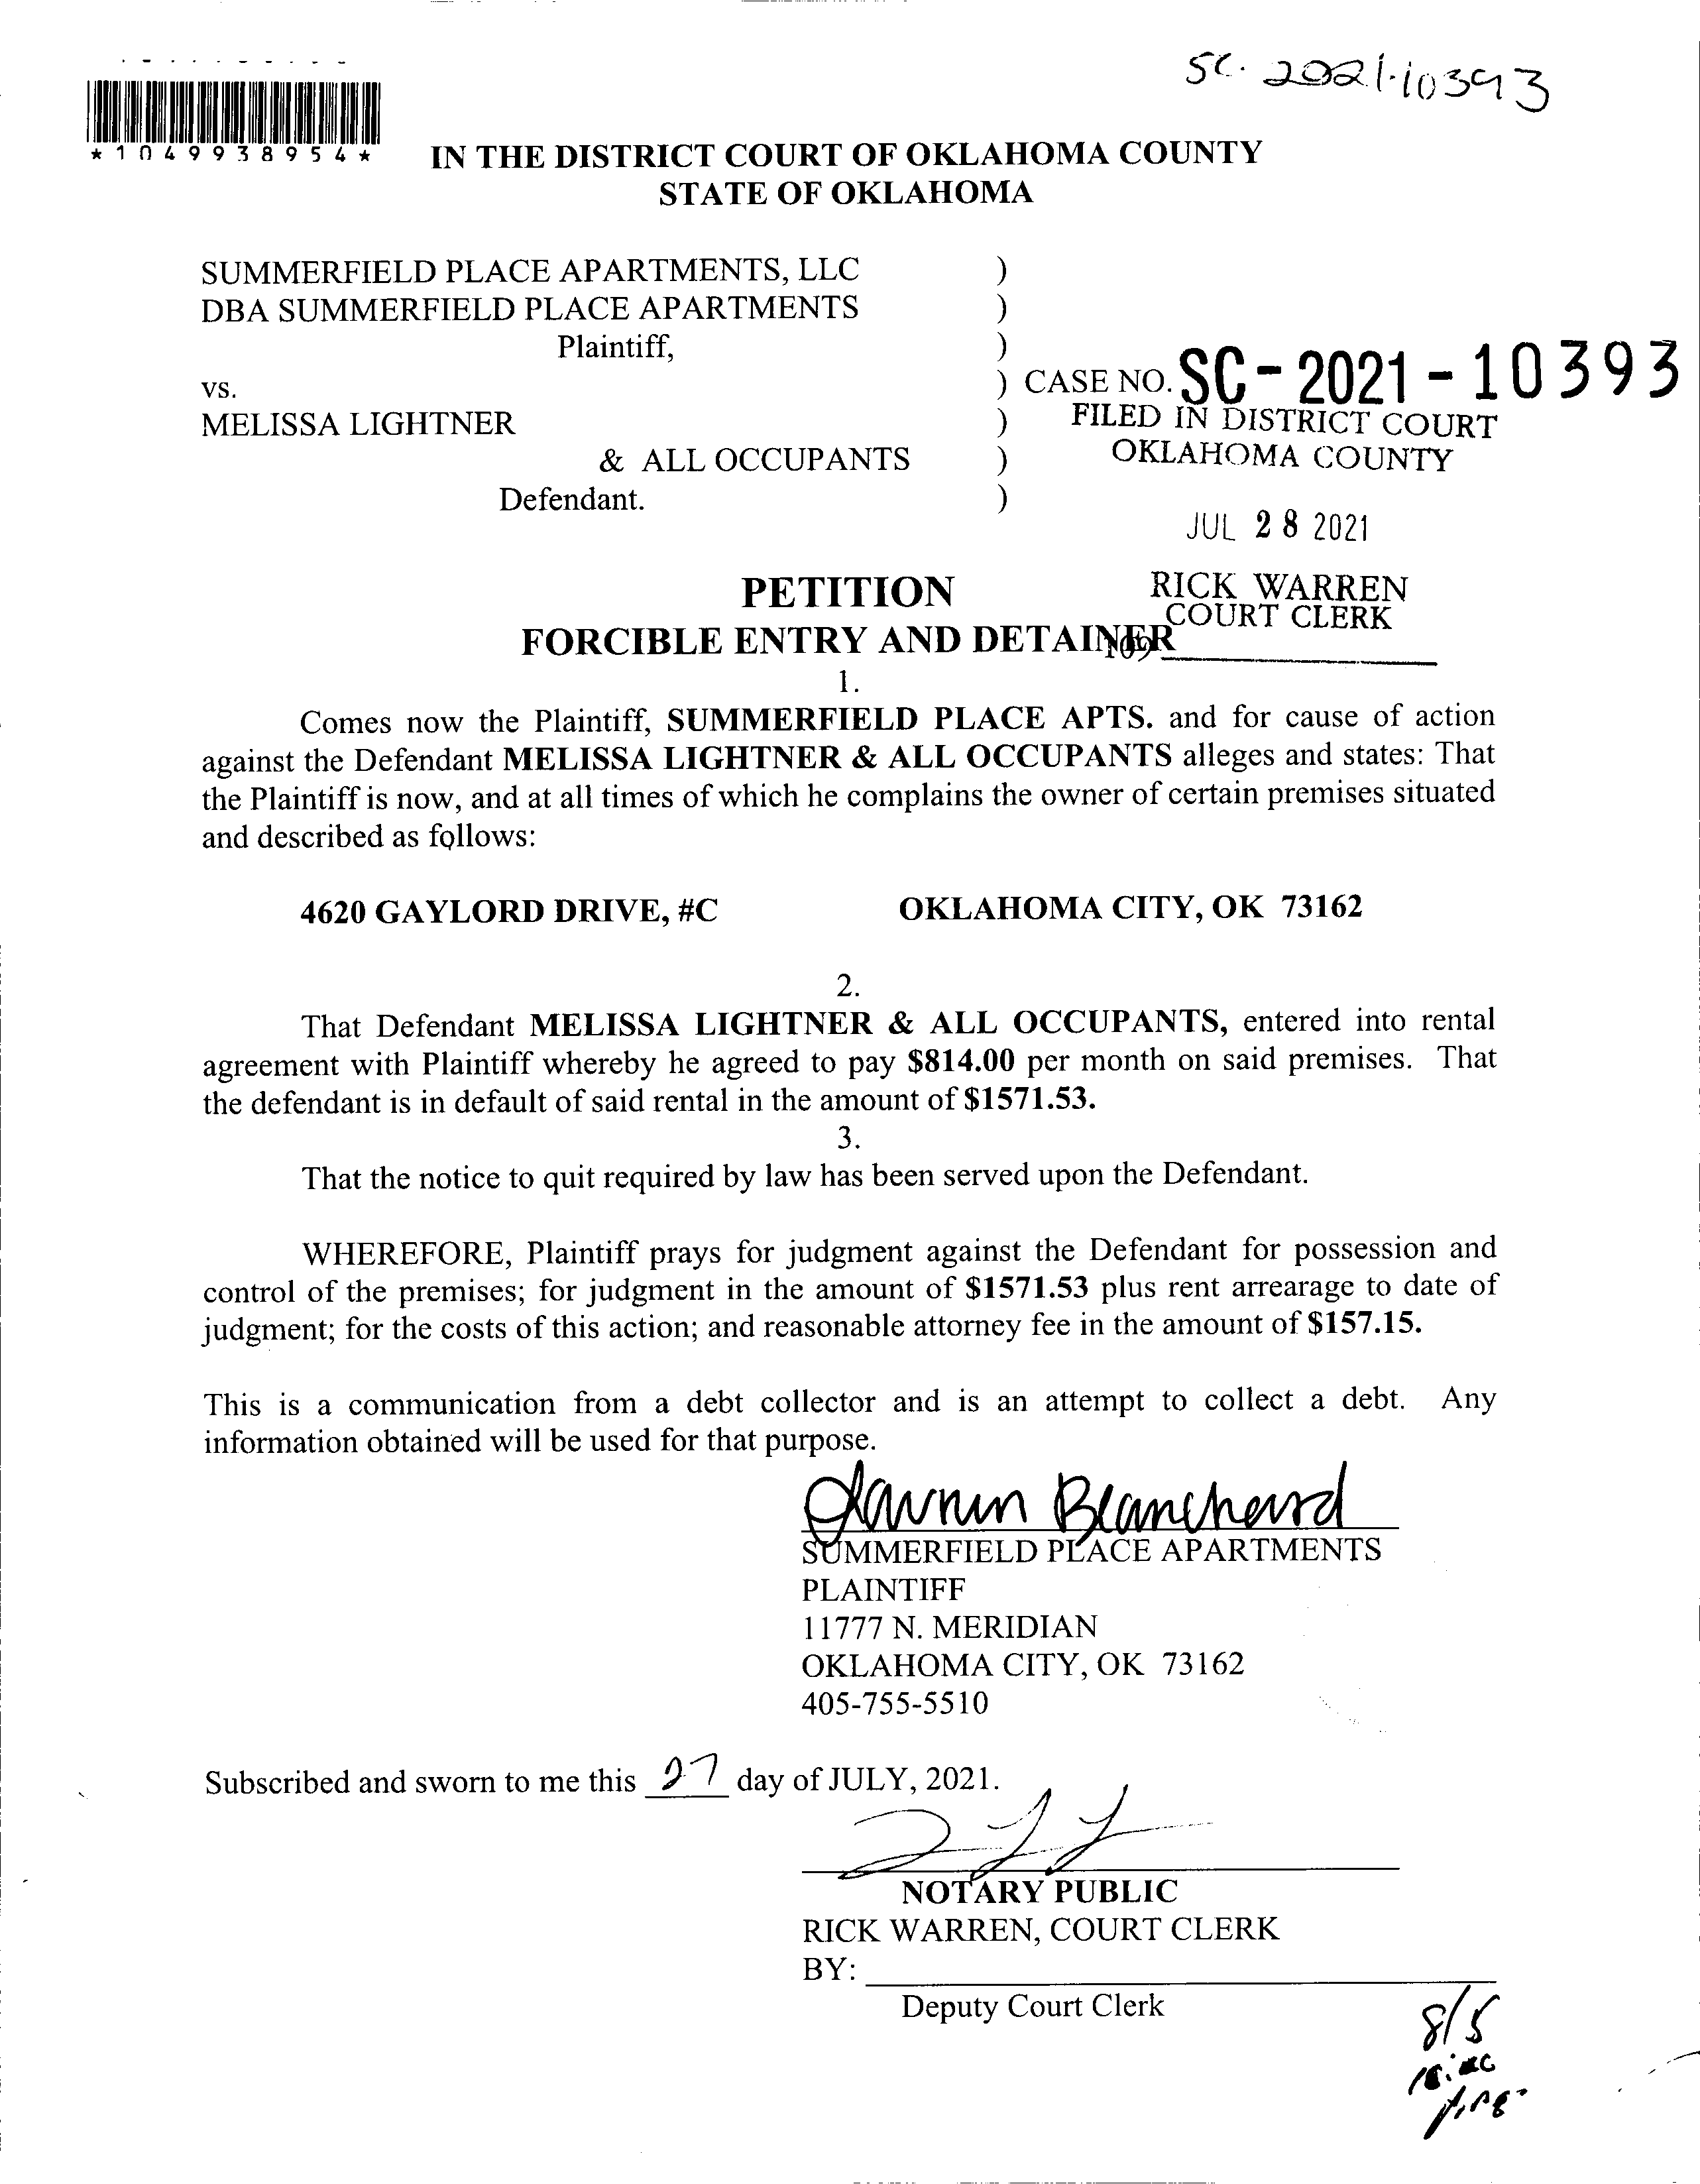 SC. 2021-10393
*1049938954*
IN THE DISTRICT COURT OF OKLAHOMA COUNTY
STATE OF OKLAHOMA
SUMMERFIELD PLACE APARTMENTS, LLC )
DBA SUMMERFIELD PLACE APARTMENTS )
Plaintiff, )
vs. ) CASE NO. SC-2021-10393
MELISSA LIGHTNER ) FILED IN DISTRICT COURT
& ALL OCCUPANTS ) OKLAHOMA COUNTY
Defendant. )
JUL 28 2021
PETITION RICK WARREN
COURT CLERK
FORCIBLE ENTRY AND DETAINER
109
1.
Comes now the Plaintiff, SUMMERFIELD PLACE APTS. and for cause of action
against the Defendant MELISSA LIGHTNER & ALL OCCUPANTS alleges and states: That
the Plaintiff is now, and at all times of which he complains the owner of certain premises situated
and described as follows:
4620 GAYLORD DRIVE, #C OKLAHOMA CITY, OK 73162
2.
That Defendant MELISSA LIGHTNER & ALL OCCUPANTS, entered into rental
agreement with Plaintiff whereby he agreed to pay $814.00 per month on said premises. That
the defendant is in default of said rental in the amount of $1571.53.
3.
That the notice to quit required by law has been served upon the Defendant.
WHEREFORE, Plaintiff prays for judgment against the Defendant for possession and
control of the premises; for judgment in the amount of $1571.53 plus rent arrearage to date of
judgment; for the costs of this action; and reasonable attorney fee in the amount of $157.15.
This is a communication from a debt collector and is an attempt to collect a debt. Any
information obtained will be used for that purpose.
Blanchard
SUMMERFIELD PLACE APARTMENTS
PLAINTIFF
11777 N. MERIDIAN
OKLAHOMA CITY, OK 73162
405-755-5510
Subscribed and sworn to me this 27 day of JULY, 2021.
NOTARY PUBLIC
RICK WARREN, COURT CLERK
BY:
Deputy Court Clerk
8/5